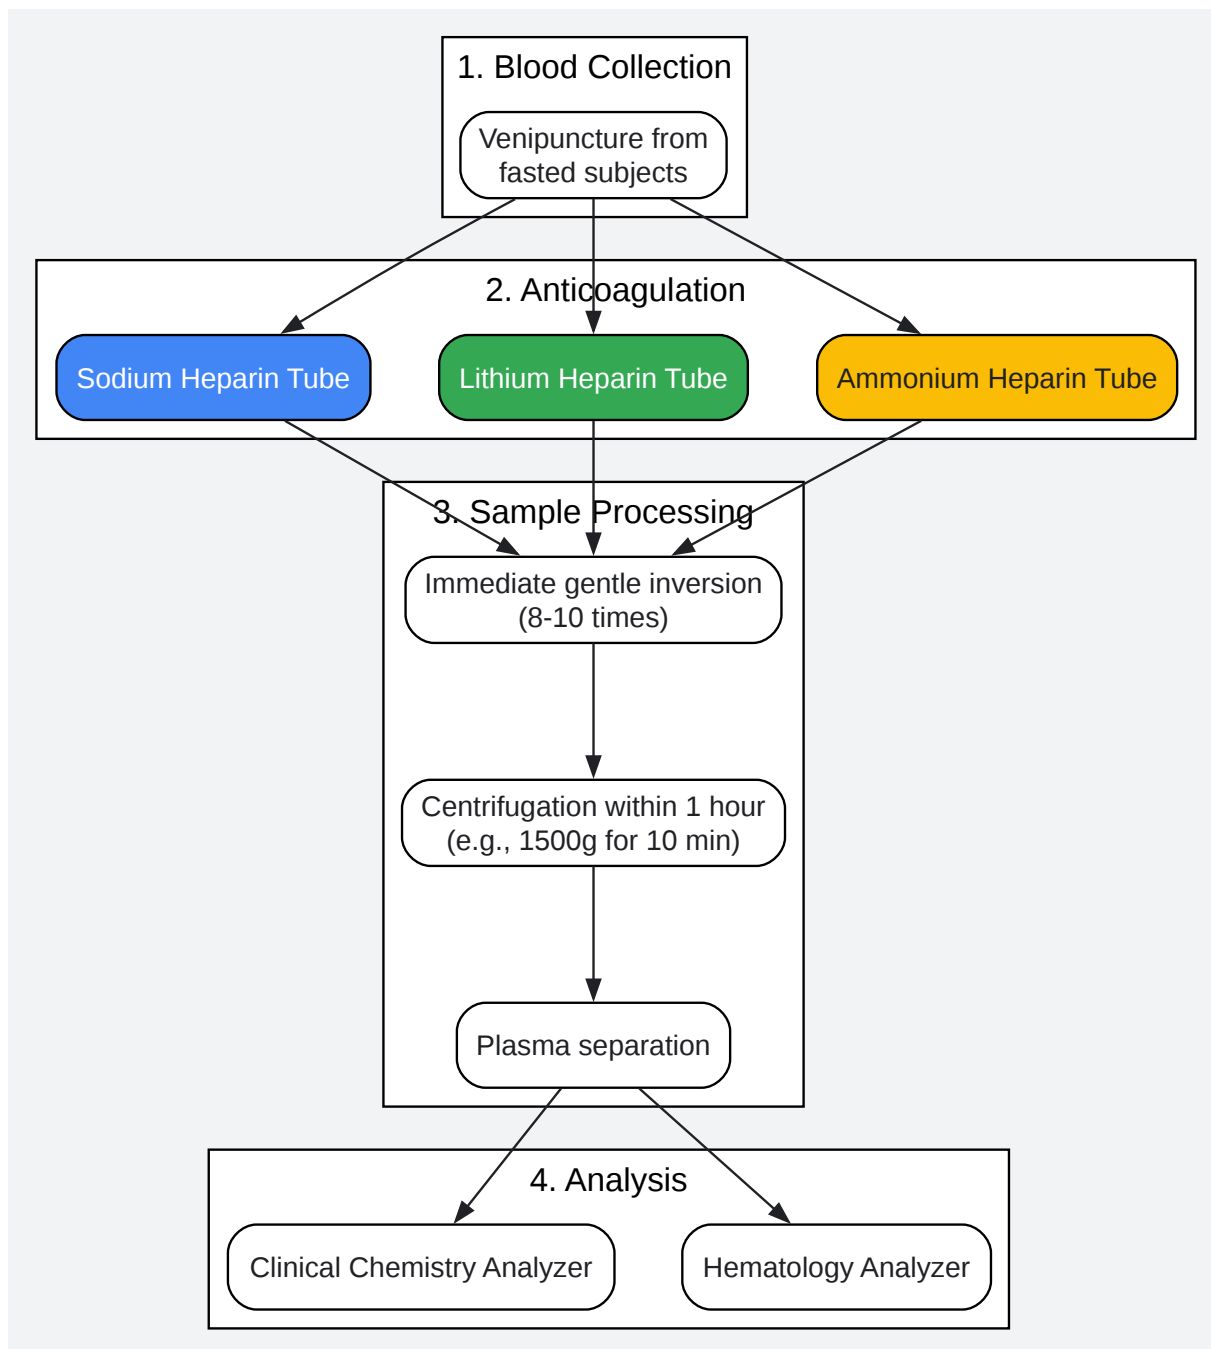 1. Blood Collection
Venipuncture from
fasted subjects
2. Anticoagulation
Sodium Heparin Tube
Lithium Heparin Tube
Ammonium Heparin Tube
3. Sample Processing
Immediate gentle inversion
(8-10 times)
Centrifugation within 1 hour
(e.g., 1500g for 10 min)
Plasma separation
4. Analysis
Clinical Chemistry Analyzer
Hematology Analyzer